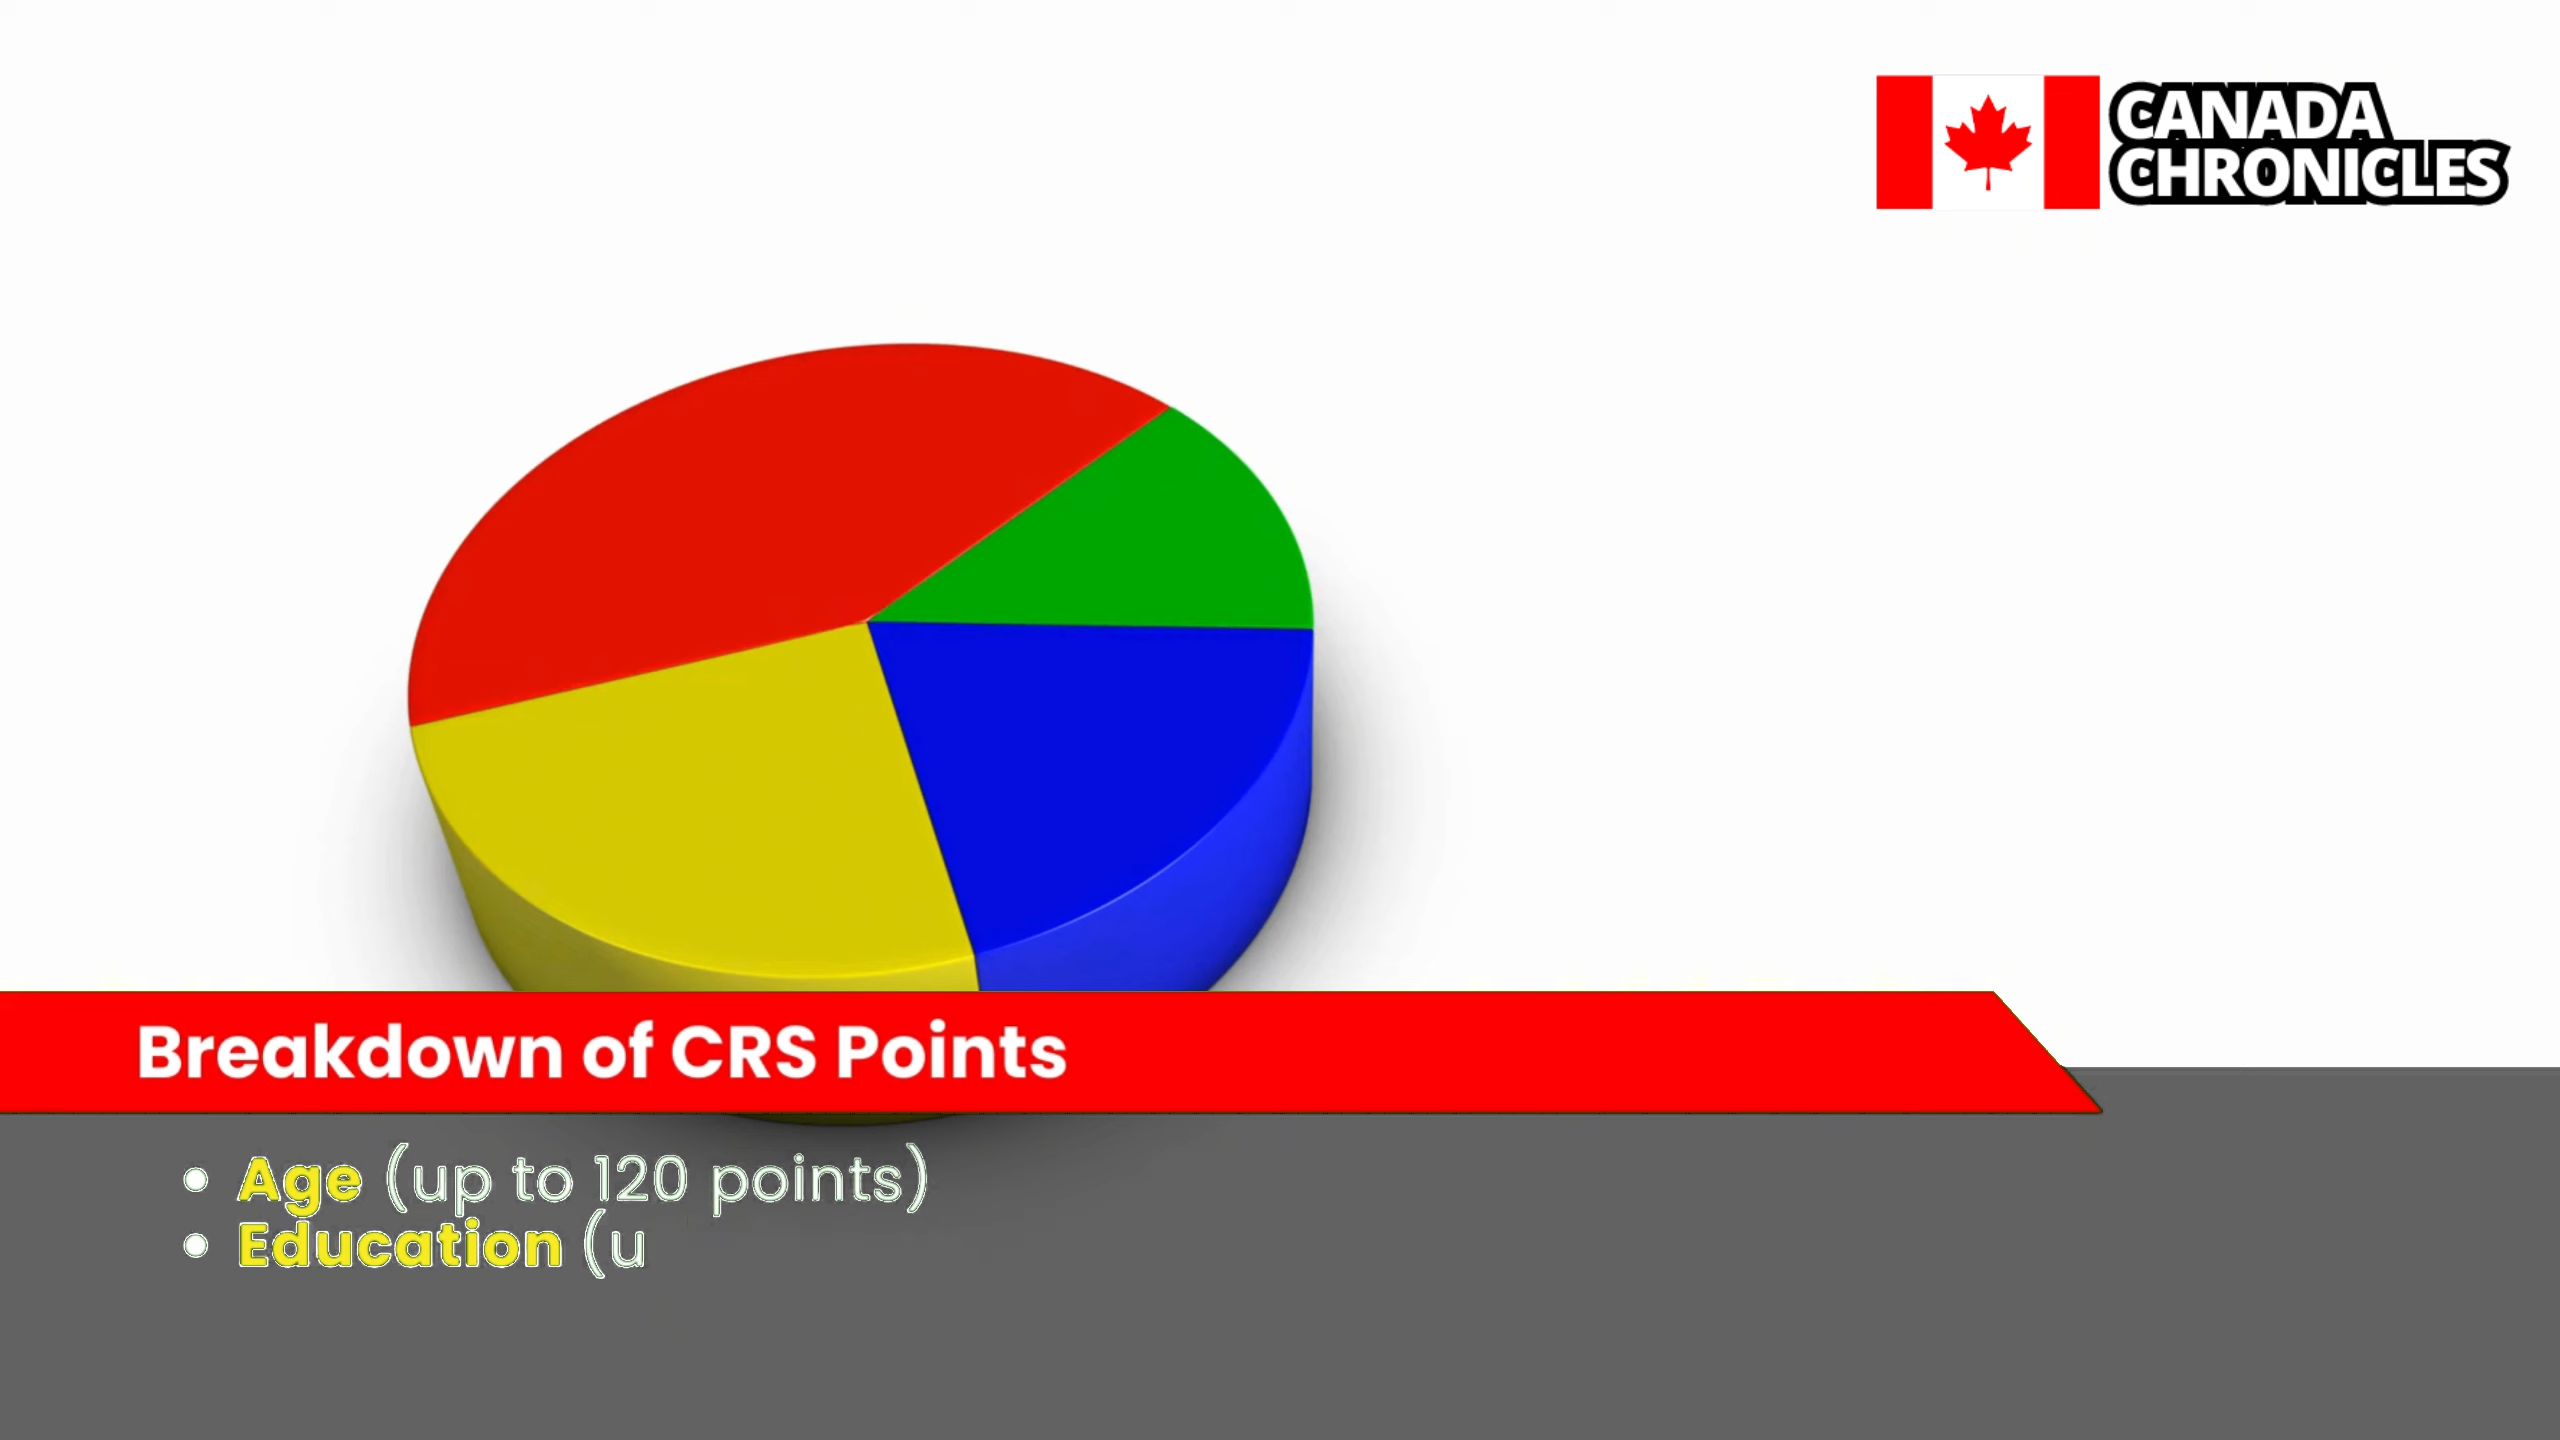 CANADA
CHRONICLES
Breakdown of CRS Points
• Age (up to 120 points)
• Education (u